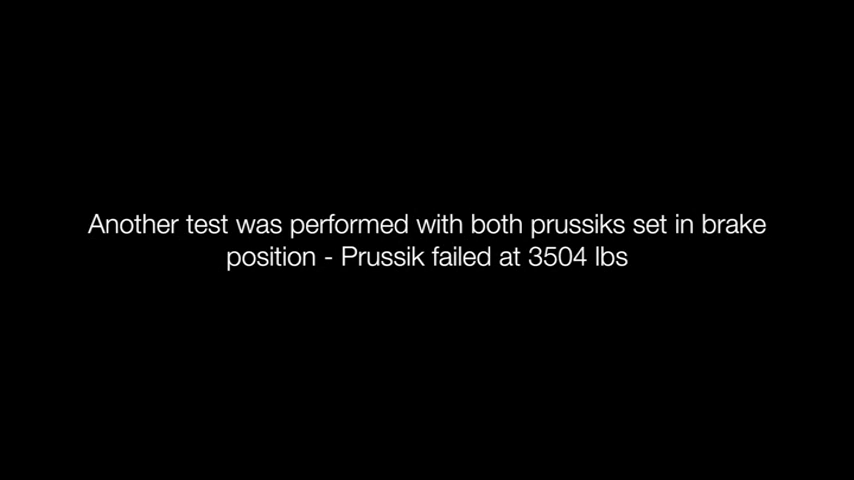 Another test was performed with both prussiks set in brake
position - Prussik failed at 3504 lbs